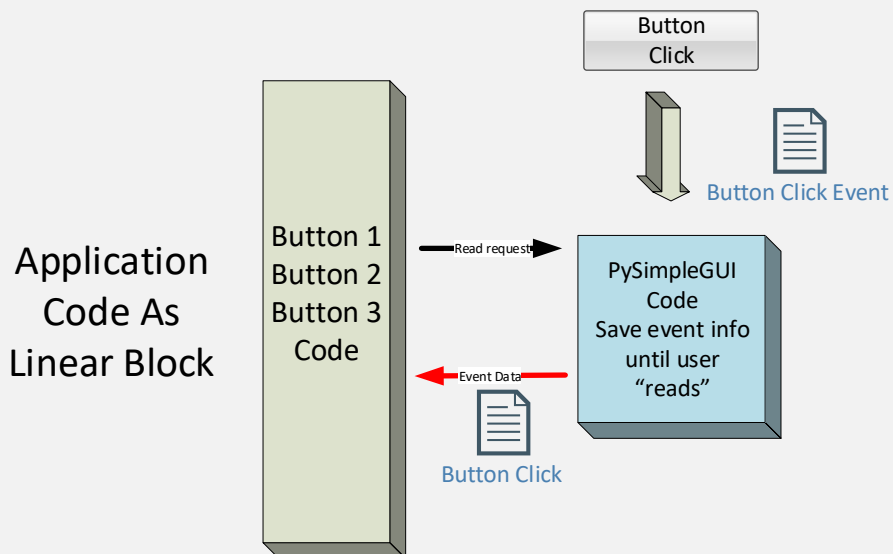 Button
Click
Button Click Event
Application
Code As
Linear Block
Button 1
Button 2
Button 3
Code
Read request
PySimpleGUI
Code
Save event info
until user
“reads”
Event Data
Button Click